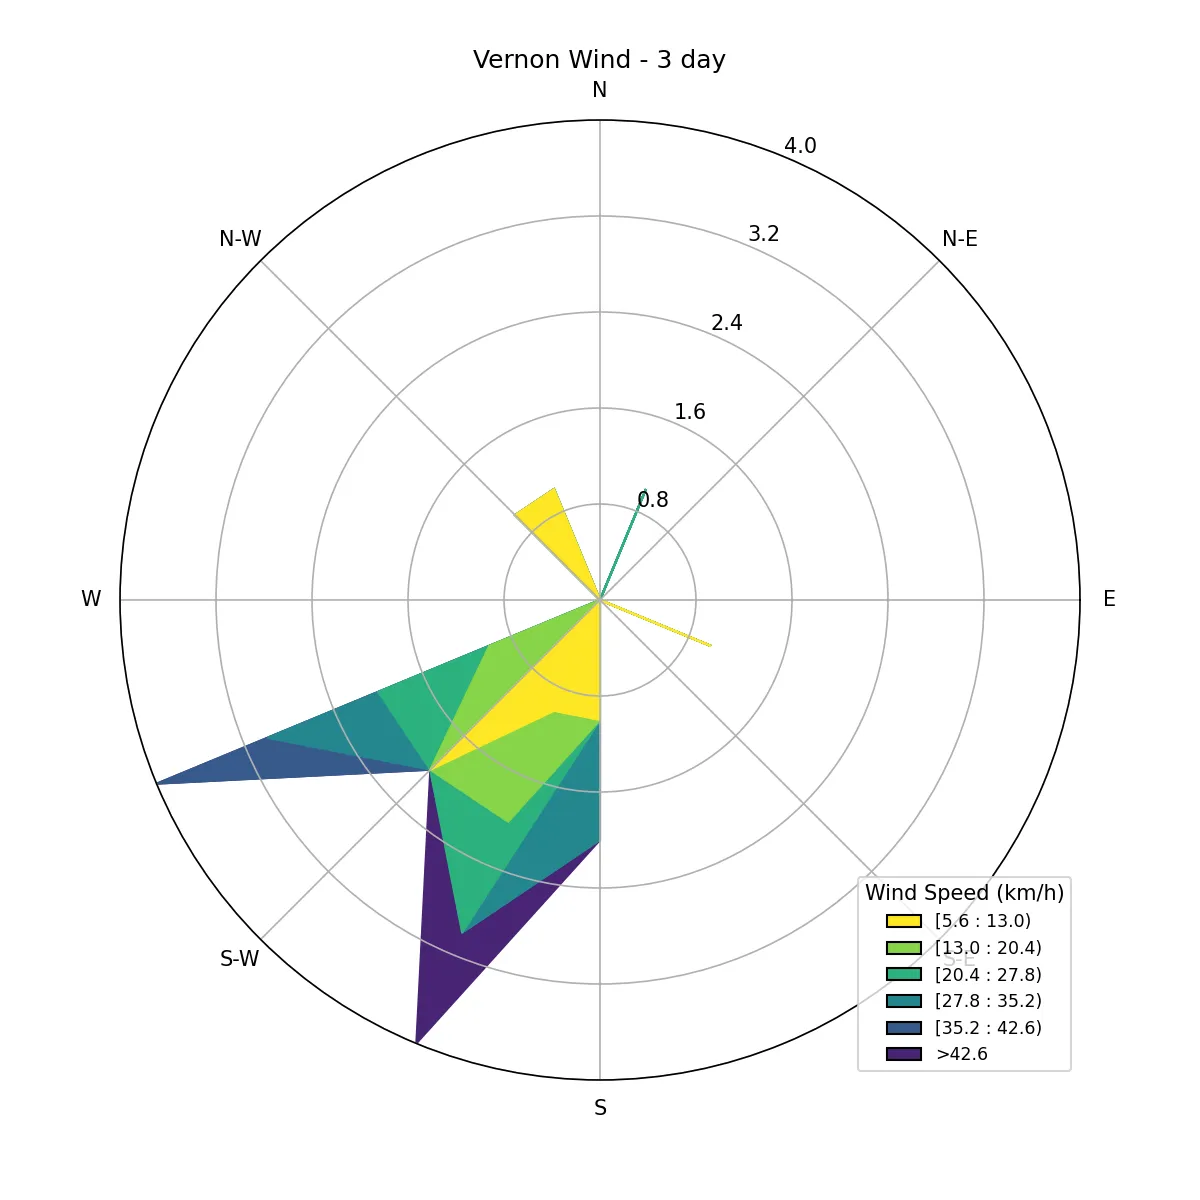 Vernon Wind - 3 day
N
4.0
N-W
3.2
N-E
2.4
1.6
0.8
W
E
Wind Speed (km/h)
[5.6 : 13.0)
[13.0 : 20.4)
S-W
S-E
[20.4 : 27.8)
[27.8 : 35.2)
[35.2 : 42.6)
>42.6
S